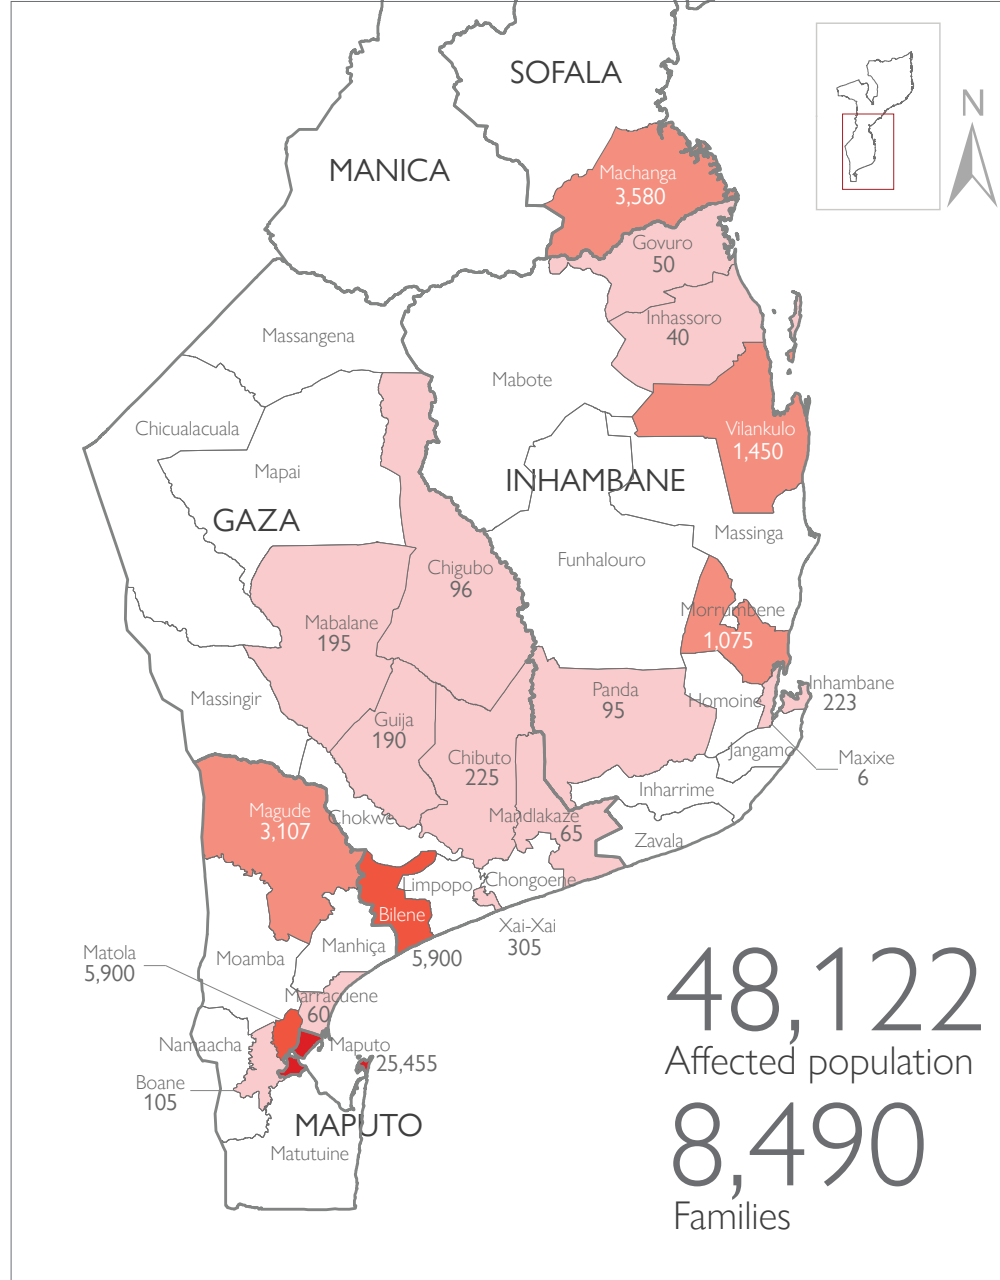 SOFALA
N
MANICA
Machanga
3,580
Govuro
50
Inhassoro
40
Massangena
Mabote
Chicualacuala
Vilankulo
1,450
Mapai
INHAMBANE
GAZA
Massinga
Funhalouro
Chigubo
96
Morrumbene
1,075
Mabalane
195
Inhambane
223
Panda
95
Massingir
Homoine
Guija
190
Jangamo
Chibuto
225
Maxixe
6
Inharrime
Magude
3,107
Chokwe
Mandlakaze
65
Zavala
Limpopo
Chongoene
Bilene
5,900
Xai-Xai
305
Manhiça
Moamba
Matola
5,900
Marracuene
60
Namaacha
Maputo
25,455
Boane
105
MAPUTO
Matutuine
48,122
Affected population
8,490
Families